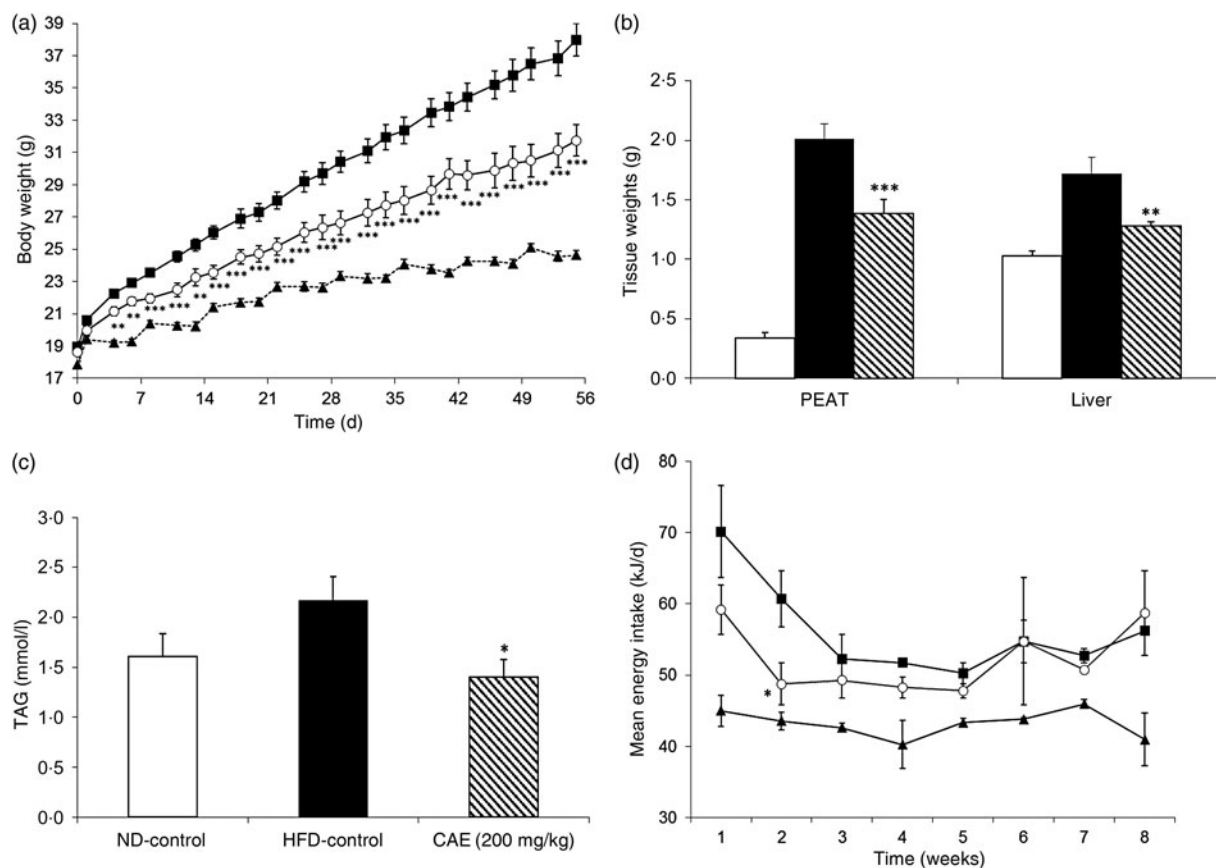 (a)
39
37
35
33
31
29
27
25
23
21
19
17
Body weight (g)
** ** *** *** ** *** *** *** *** *** *** *** *** *** *** *** *** *** *** *** *** *** ***
0 7 14 21 28 35 42 49 56
Time (d)
(b)
2·5
2·0
1·5
1·0
0·5
0·0
Tissue weights (g)
***
**
PEAT Liver
(c)
3·0
2·5
2·0
1·5
1·0
0·5
0·0
TAG (mmol/l)
*
ND-control HFD-control CAE (200 mg/kg)
(d)
80
70
60
50
40
30
Mean energy intake (kJ/d)
*
1 2 3 4 5 6 7 8
Time (weeks)